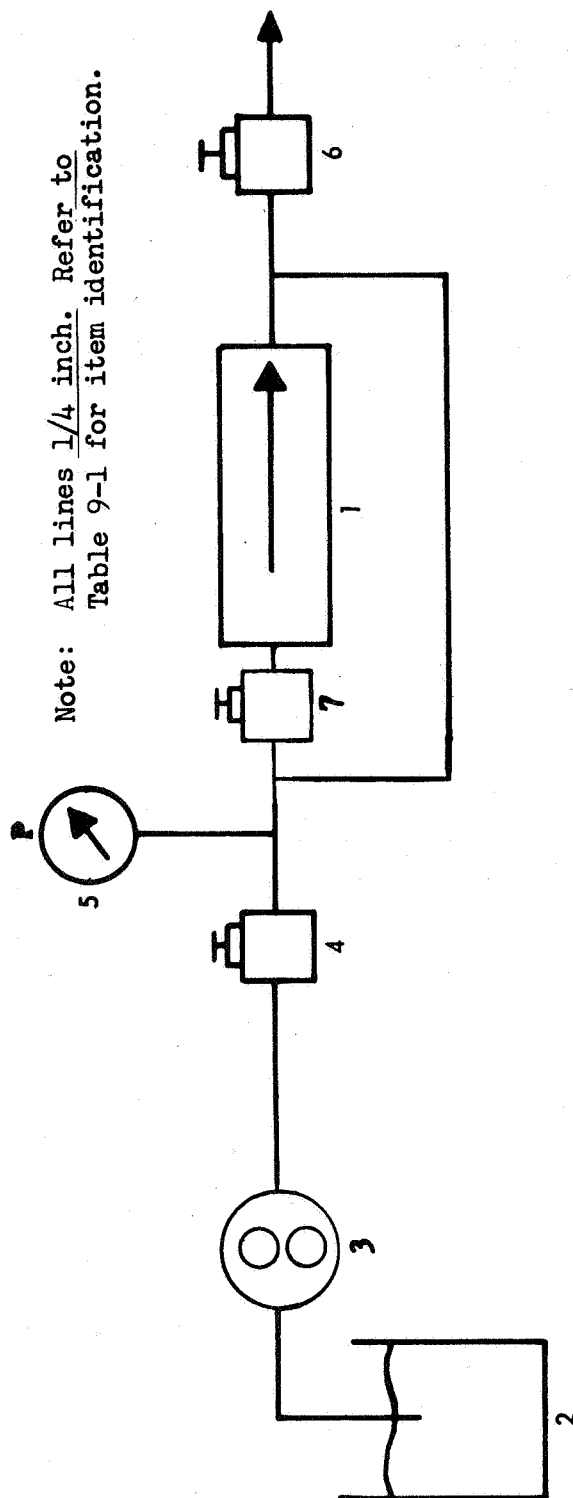 Note: All lines 1/4 inch. Refer to
Table 9-1 for item identification.
P
5
6
1
7
4
3
2